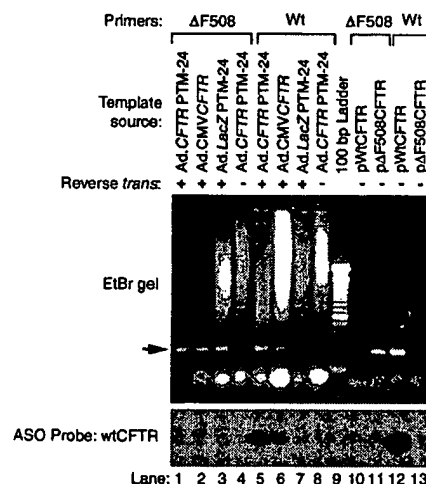 Primers: ΔF508 Wt ΔF508 Wt
Template source:
Ad.CFTR PTM-24
Ad.CMVCFTR
Ad.LacZ PTM-24
Ad.CFTR PTM-24
Ad.CFTR PTM-24
Ad.CMVCFTR
Ad.LacZ PTM-24
Ad.CFTR PTM-24
100 bp Ladder
pWtCFTR
pΔF508CFTR
pWtCFTR
pΔF508CFTR
Reverse trans: + + + - + + + - - - - -
EtBr gel
ASO Probe: wtCFTR
Lane: 1 2 3 4 5 6 7 8 9 10 11 12 13